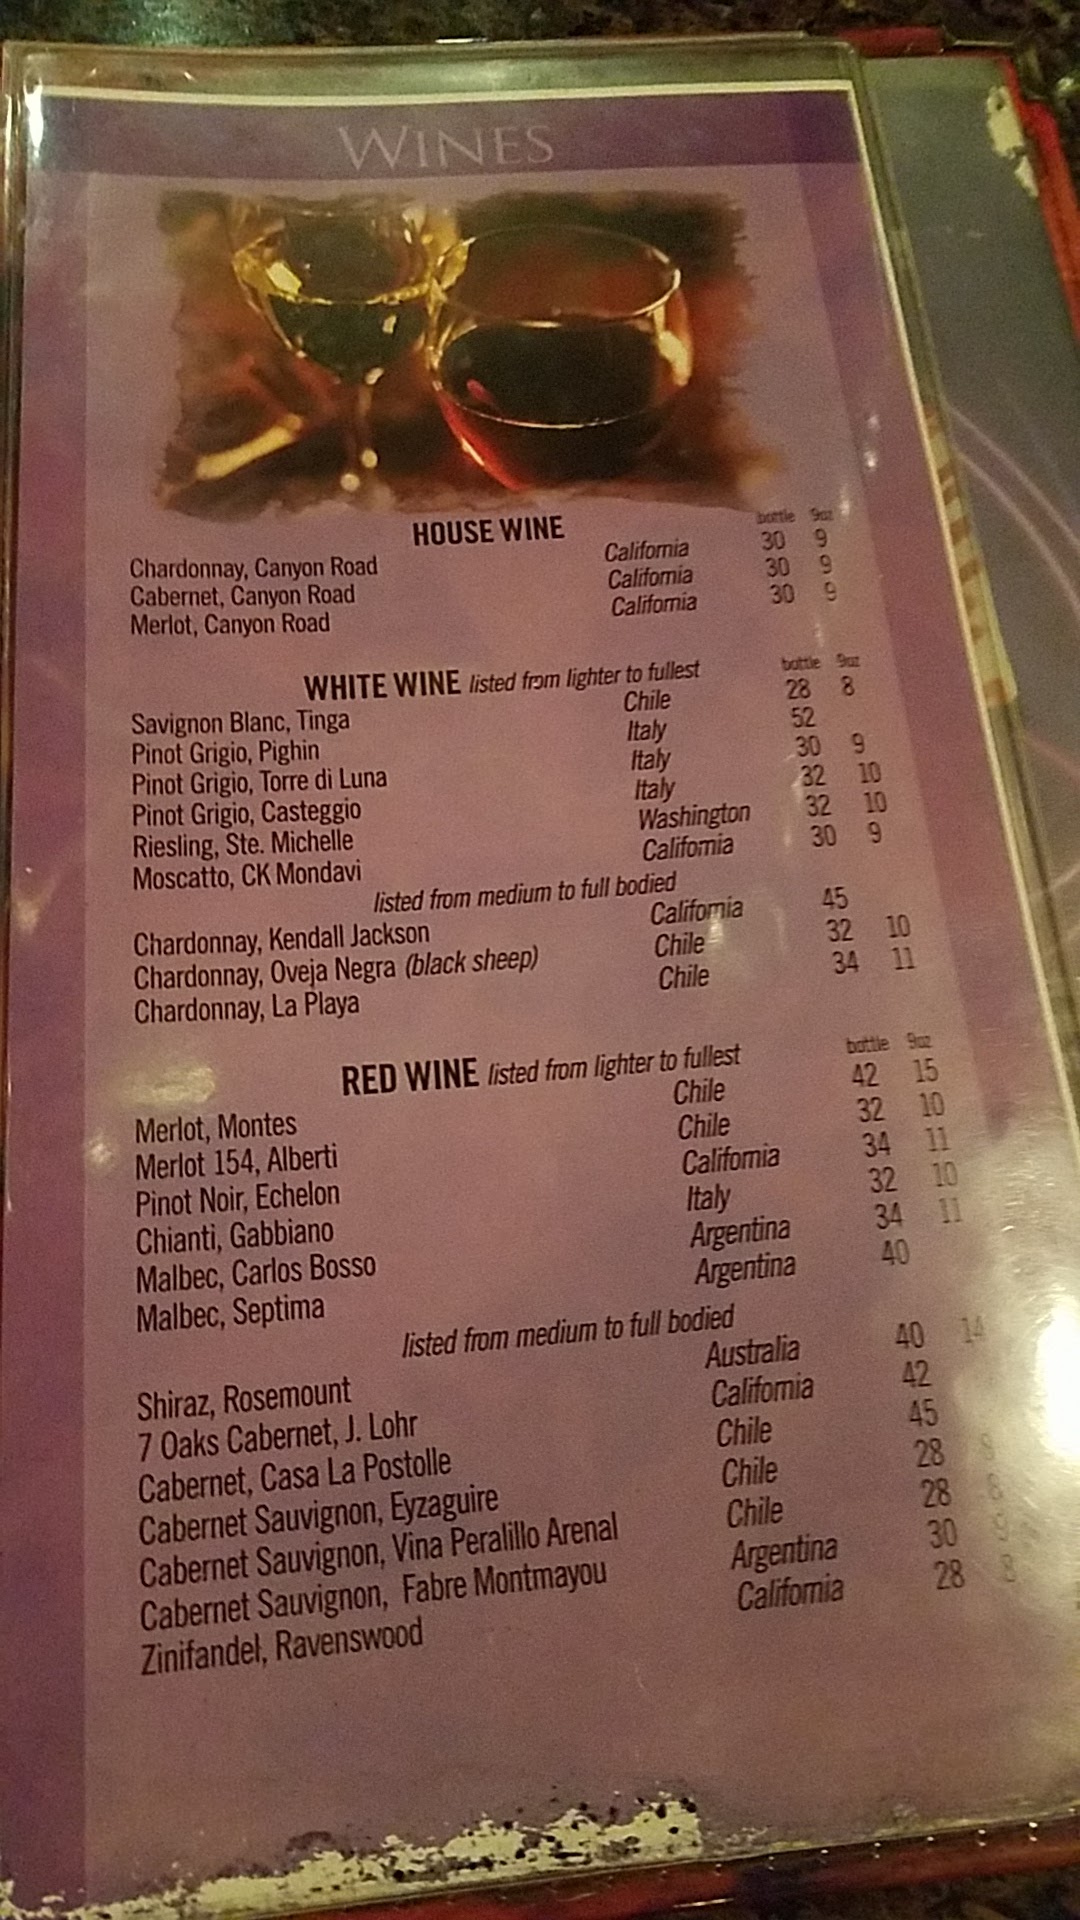 WINES
HOUSE WINE bottle 9oz
Chardonnay, Canyon Road California 30 9
Cabernet, Canyon Road California 30 9
Merlot, Canyon Road California 30 9
WHITE WINE listed from lighter to fullest bottle 9oz
Savignon Blanc, Tinga Chile 28 8
Pinot Grigio, Pighin Italy 52
Pinot Grigio, Torre di Luna Italy 30 9
Pinot Grigio, Casteggio Italy 32 10
Riesling, Ste. Michelle Washington 32 10
Moscatto, CK Mondavi California 30 9
listed from medium to full bodied
Chardonnay, Kendall Jackson California 45
Chardonnay, Oveja Negra (black sheep) Chile 32 10
Chardonnay, La Playa Chile 34 11
RED WINE listed from lighter to fullest bottle 9oz
Merlot, Montes Chile 42 15
Merlot 154, Alberti Chile 32 10
Pinot Noir, Echelon California 34 11
Chianti, Gabbiano Italy 32 10
Malbec, Carlos Bosso Argentina 34 11
Malbec, Septima Argentina 40
listed from medium to full bodied
Shiraz, Rosemount Australia 40 14
7 Oaks Cabernet, J. Lohr California 42
Cabernet, Casa La Postolle Chile 45
Cabernet Sauvignon, Eyzaguire Chile 28
Cabernet Sauvignon, Vina Peralillo Arenal Chile 28 8
Cabernet Sauvignon, Fabre Montmayou Argentina 30 9
Zinifandel, Ravenswood California 28 8